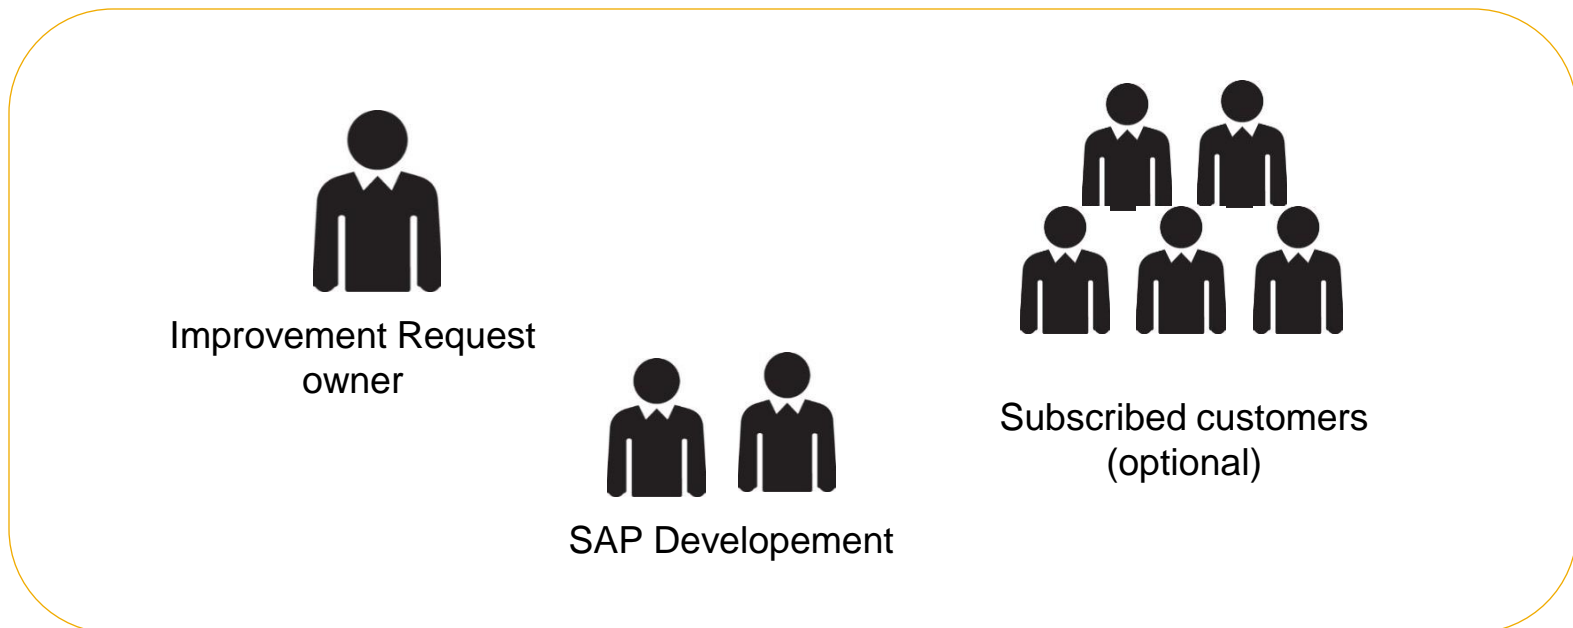 Improvement Request
owner
SAP Developement
Subscribed customers
(optional)